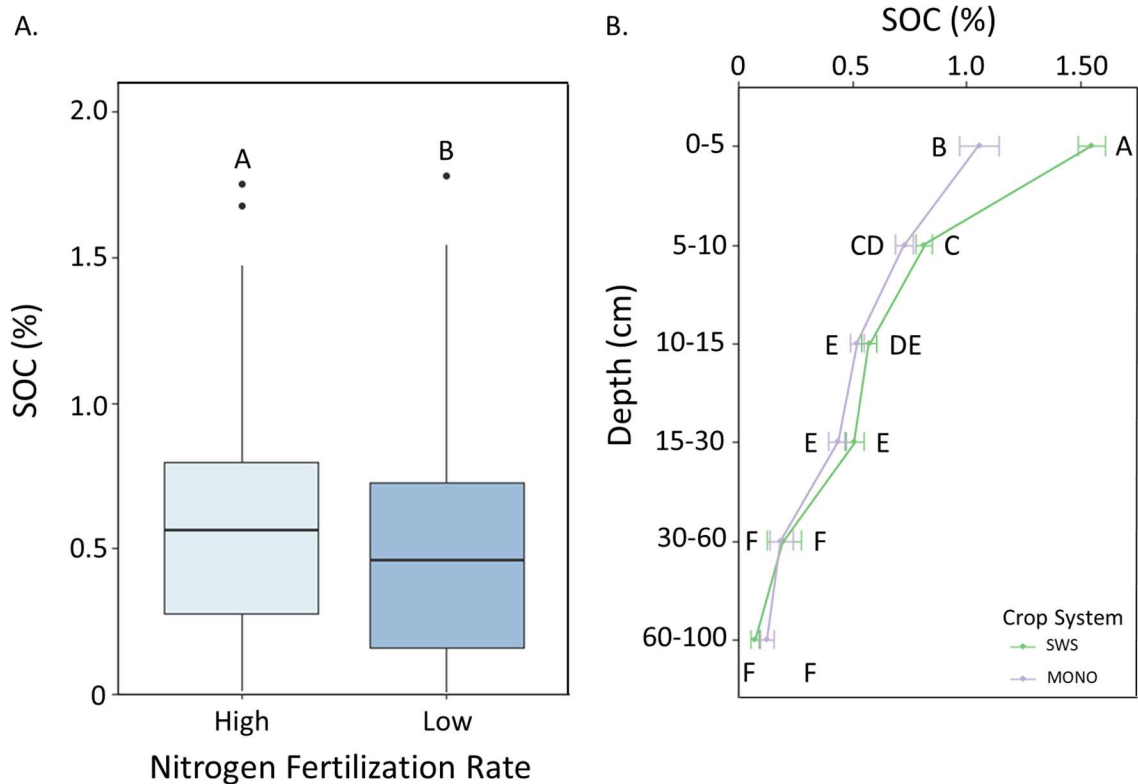 A.
2.0
1.5
1.0
0.5
0
SOC (%)
A
B
High
Low
Nitrogen Fertilization Rate
B.
SOC (%)
0
0.5
1.0
1.50
Depth (cm)
0-5
B
A
5-10
CD
C
10-15
E
DE
15-30
E
E
30-60
F
F
60-100
F
F
Crop System
SWS
MONO